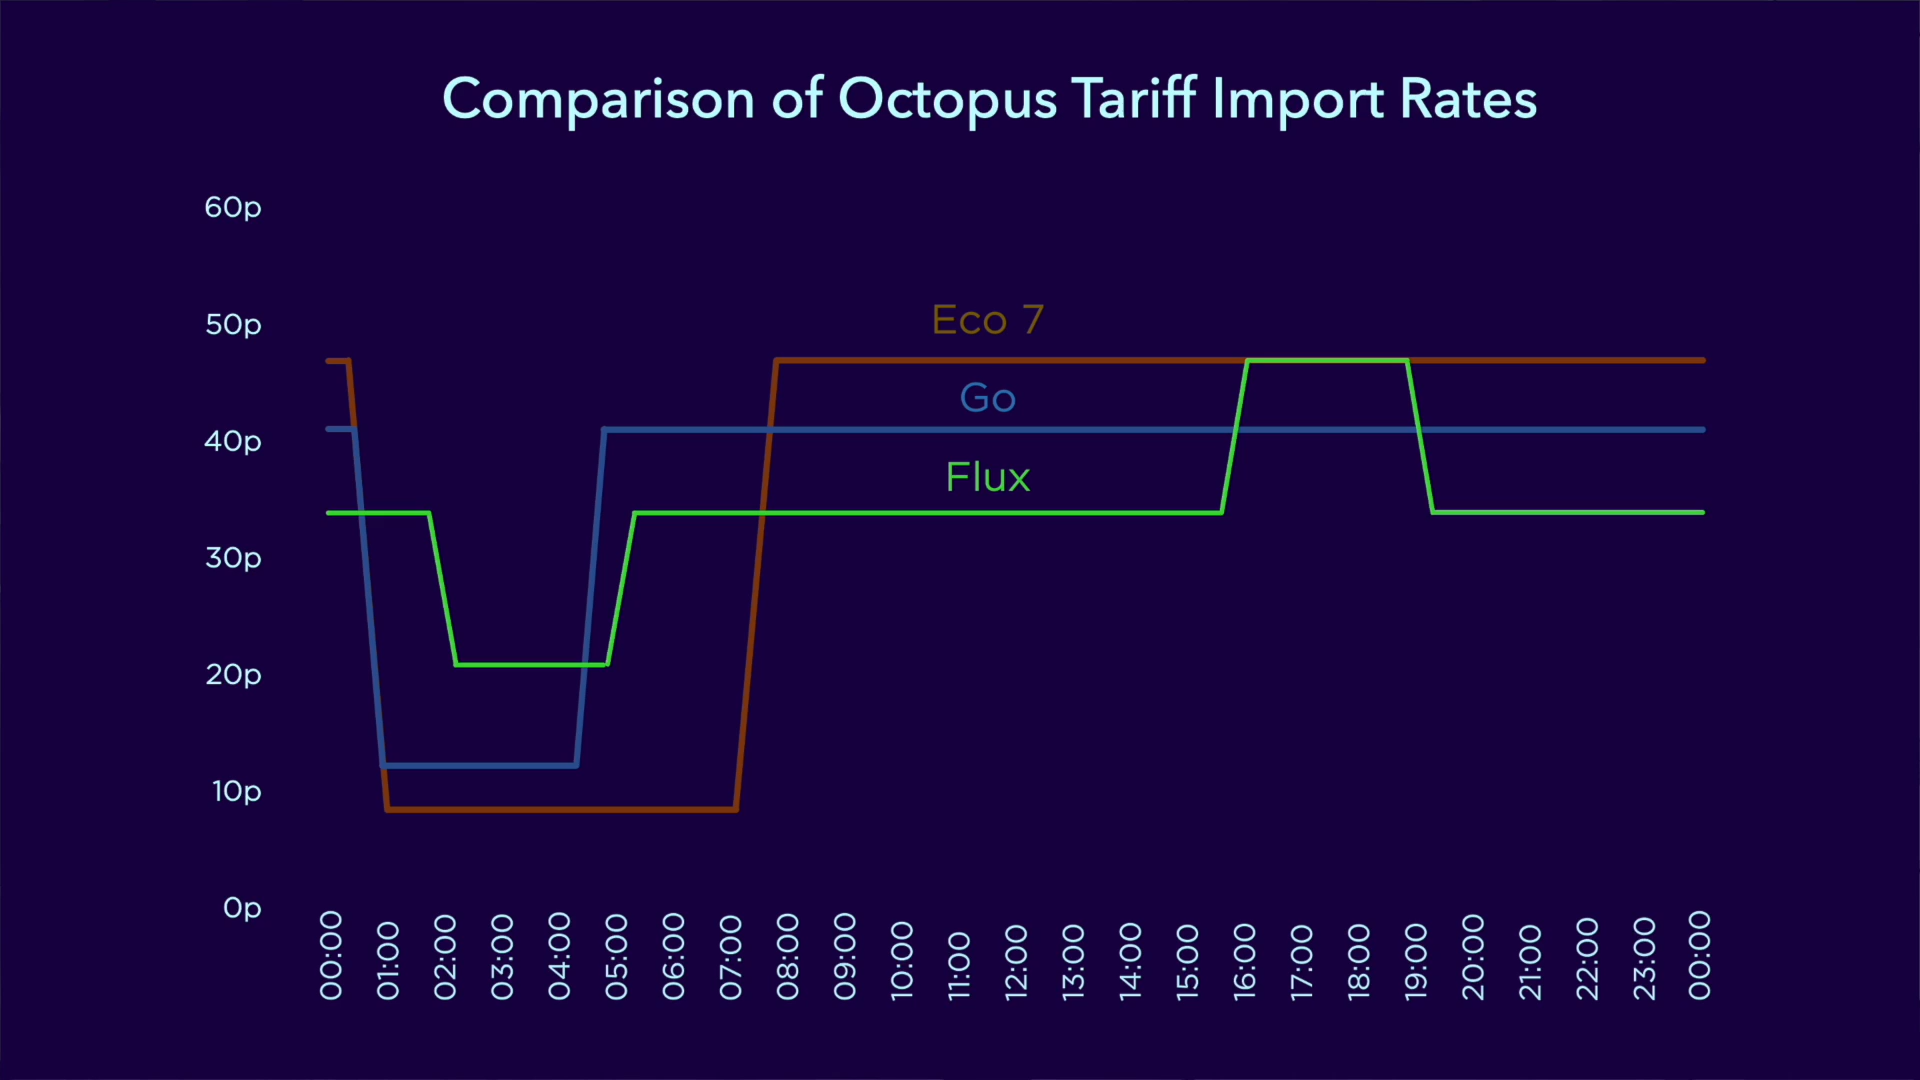 Comparison of Octopus Tariff Import Rates
60p
50p
40p
30p
20p
10p
0p
Eco 7
Go
Flux
00:00
01:00
02:00
03:00
04:00
05:00
06:00
07:00
08:00
09:00
10:00
11:00
12:00
13:00
14:00
15:00
16:00
17:00
18:00
19:00
20:00
21:00
22:00
23:00
00:00